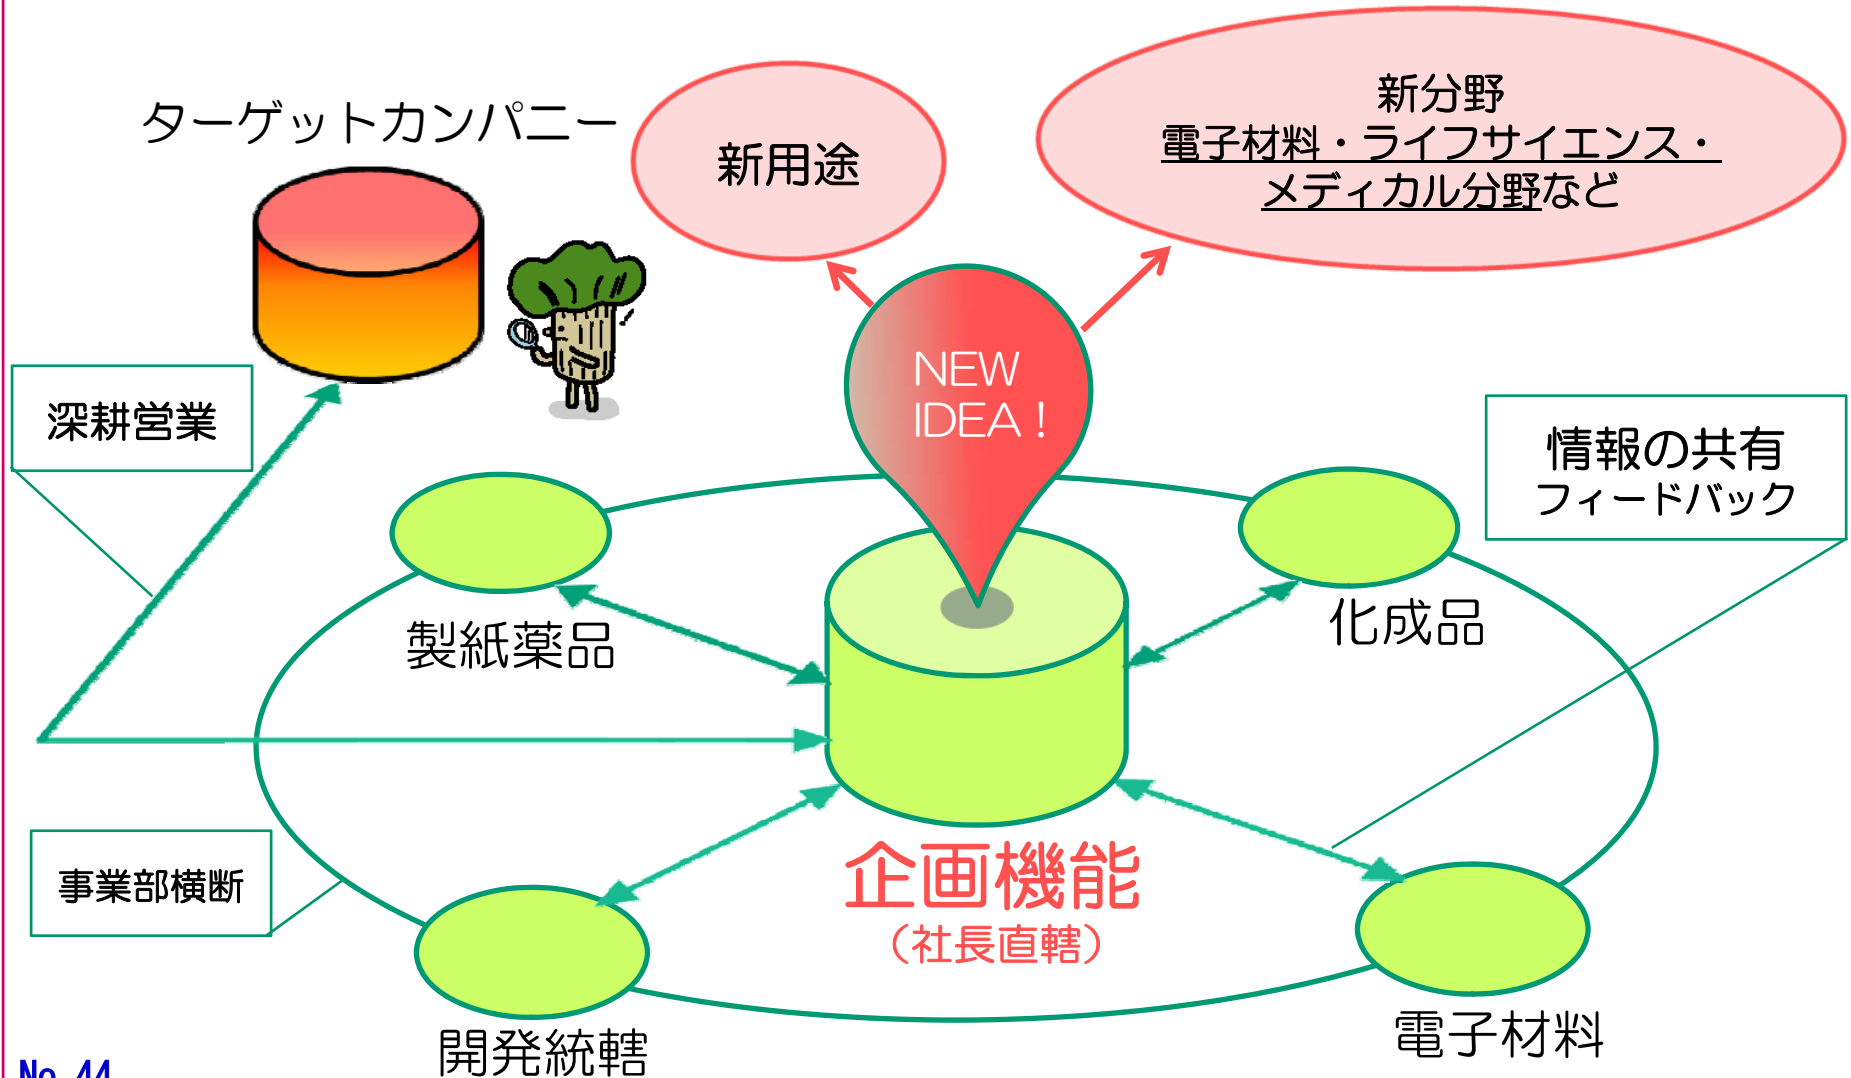 新分野
電子材料・ライフサイエンス・
メディカル分野など
新用途
ターゲットカンパニー
NEW
IDEA！
深耕営業
情報の共有
フィードバック
製紙薬品
化成品
企画機能
（社長直轄）
事業部横断
開発統轄
電子材料
No.44